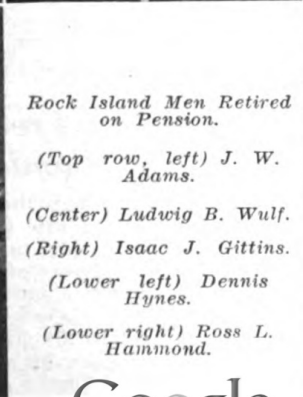 Rock Island Men Retired
on Pension.
(Top row, left) J. W.
Adams.
(Center) Ludwig B. Wulf.
(Right) Isaac J. Gittins.
(Lower left) Dennis
Hynes.
(Lower right) Ross L.
Hammond.
Google